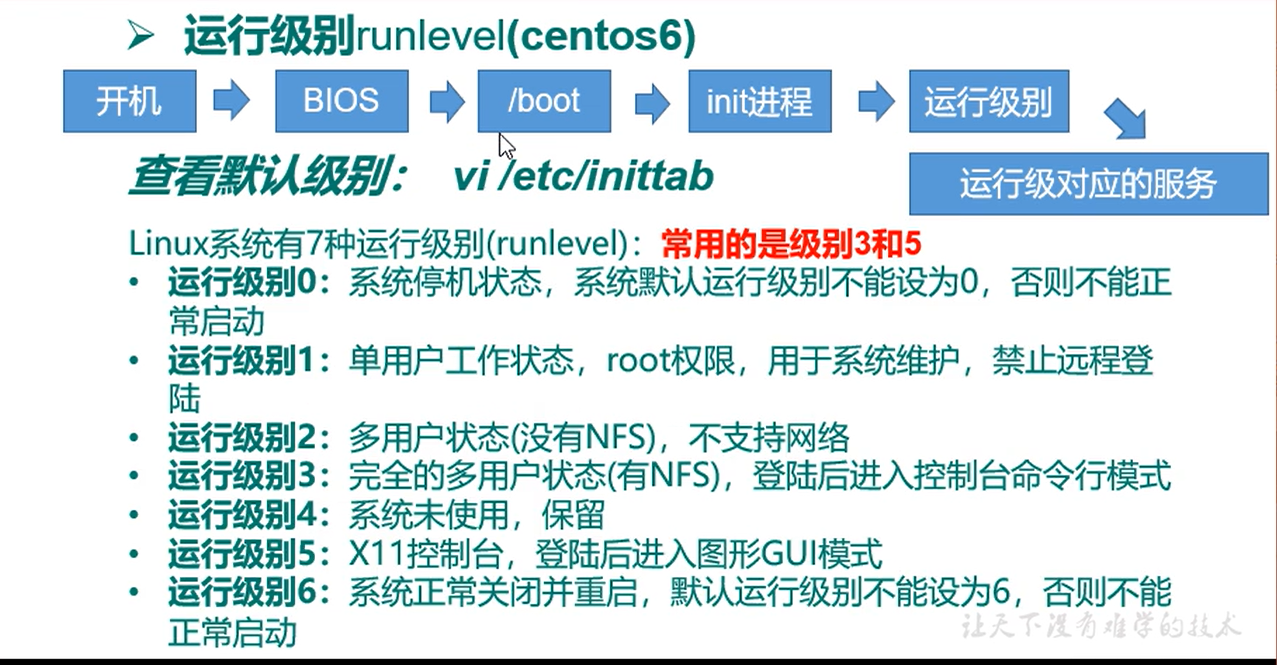 ➢ 运行级别runlevel(centos6)
开机
BIOS
/boot
init进程
运行级别
查看默认级别： vi /etc/inittab
运行级对应的服务
Linux系统有7种运行级别(runlevel)：常用的是级别3和5
• 运行级别0：系统停机状态，系统默认运行级别不能设为0，否则不能正
常启动
• 运行级别1：单用户工作状态，root权限，用于系统维护，禁止远程登
陆
• 运行级别2：多用户状态(没有NFS)，不支持网络
• 运行级别3：完全的多用户状态(有NFS)，登陆后进入控制台命令行模式
• 运行级别4：系统未使用，保留
• 运行级别5：X11控制台，登陆后进入图形GUI模式
• 运行级别6：系统正常关闭并重启，默认运行级别不能设为6，否则不能
正常启动
让天下没有难学的技术